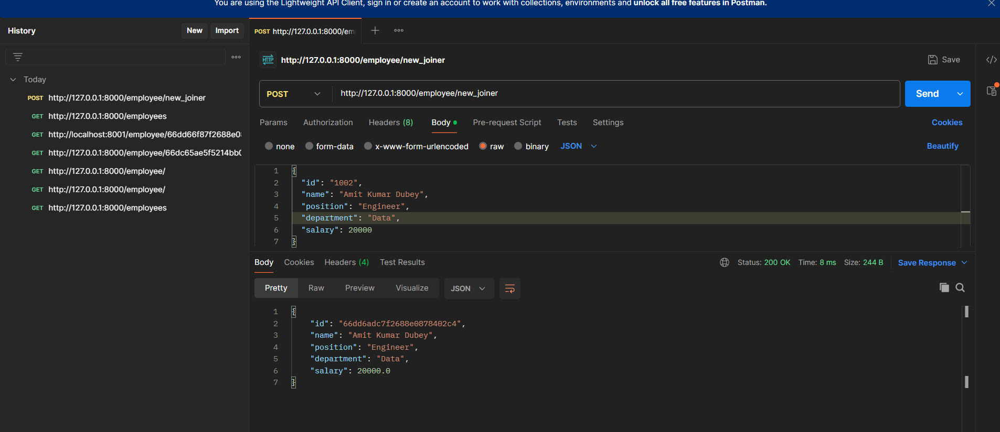 You are using the Lightweight API Client, sign in or create an account to work with collections, environments and unlock all free features in Postman.
History
New
Import
POST http://127.0.0.1:8000/em
Today
POST http://127.0.0.1:8000/employee/new_joiner
GET http://127.0.0.1:8000/employees
GET http://localhost:8001/employee/66dd66f87f2688e0
GET http://127.0.0.1:8000/employee/66dc65ae5f5214bb0
GET http://127.0.0.1:8000/employee/
GET http://127.0.0.1:8000/employee/
GET http://127.0.0.1:8000/employees
HTTP http://127.0.0.1:8000/employee/new_joiner
Save
POST http://127.0.0.1:8000/employee/new_joiner
Send
Params Authorization Headers (8) Body Pre-request Script Tests Settings Cookies
none form-data x-www-form-urlencoded raw binary JSON Beautify
1 {
2 "id": "1002",
3 "name": "Amit Kumar Dubey",
4 "position": "Engineer",
5 "department": "Data",
6 "salary": 20000
7 }
Body Cookies Headers (4) Test Results Status: 200 OK Time: 8 ms Size: 244 B Save Response
Pretty Raw Preview Visualize JSON
1 {
2 "id": "66dd6adc7f2688e0878402c4",
3 "name": "Amit Kumar Dubey",
4 "position": "Engineer",
5 "department": "Data",
6 "salary": 20000.0
7 }